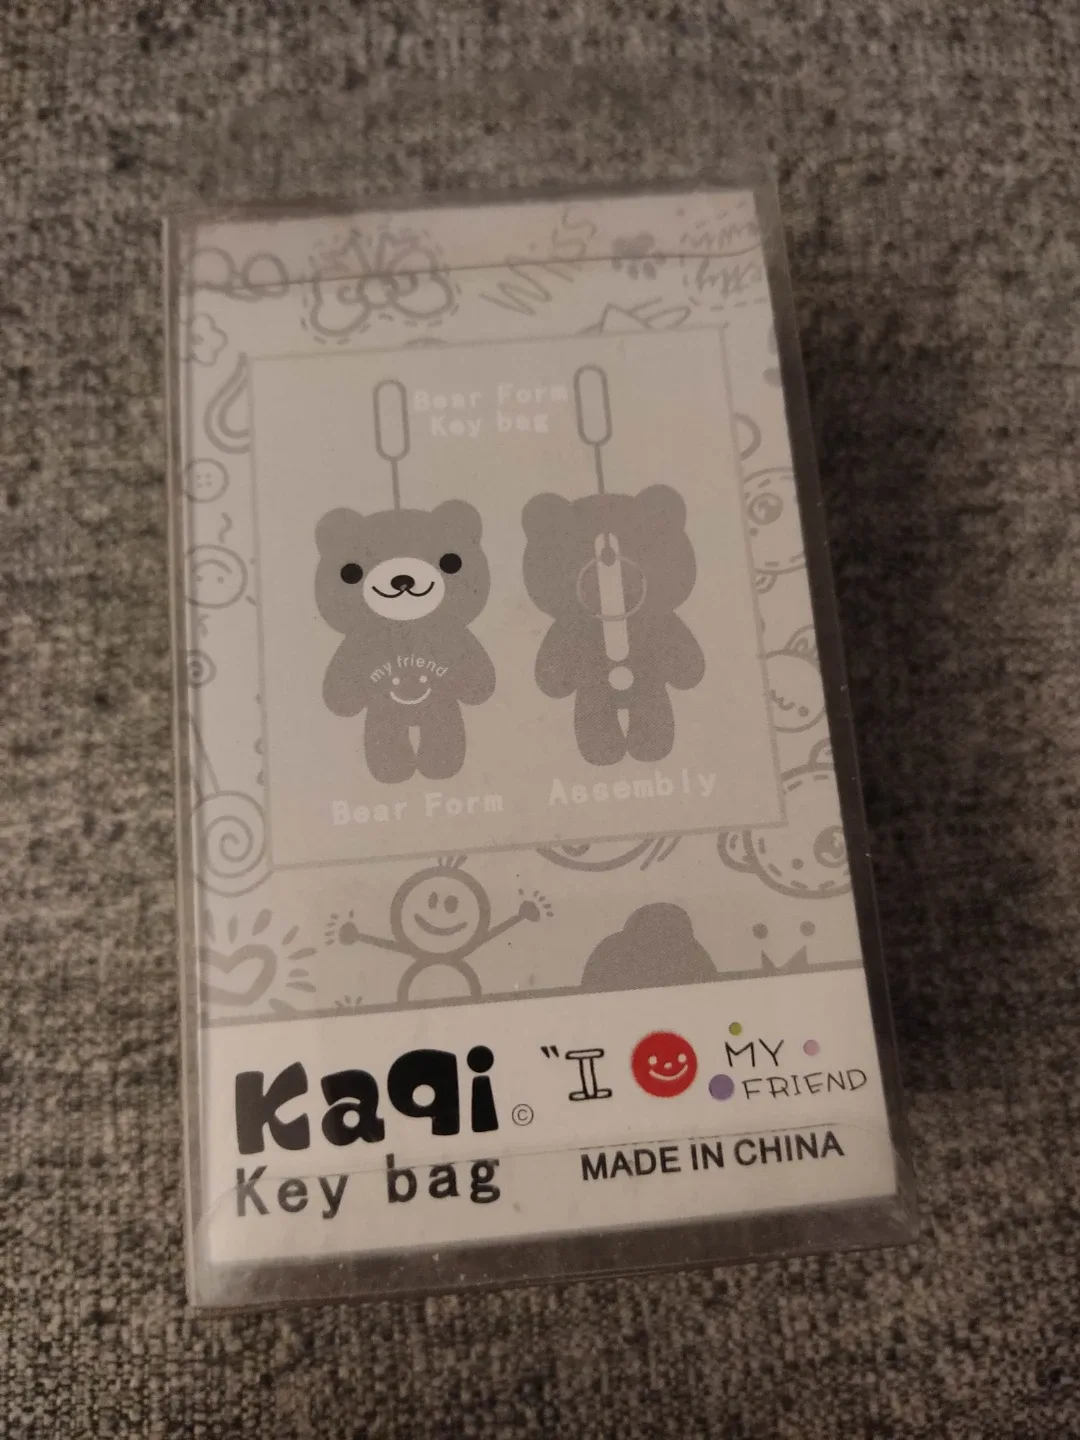 Bear Form
Key bag
my friend
Bear Form
Assembly
Kaqi ©
Key bag
"I MY
FRIEND
MADE IN CHINA